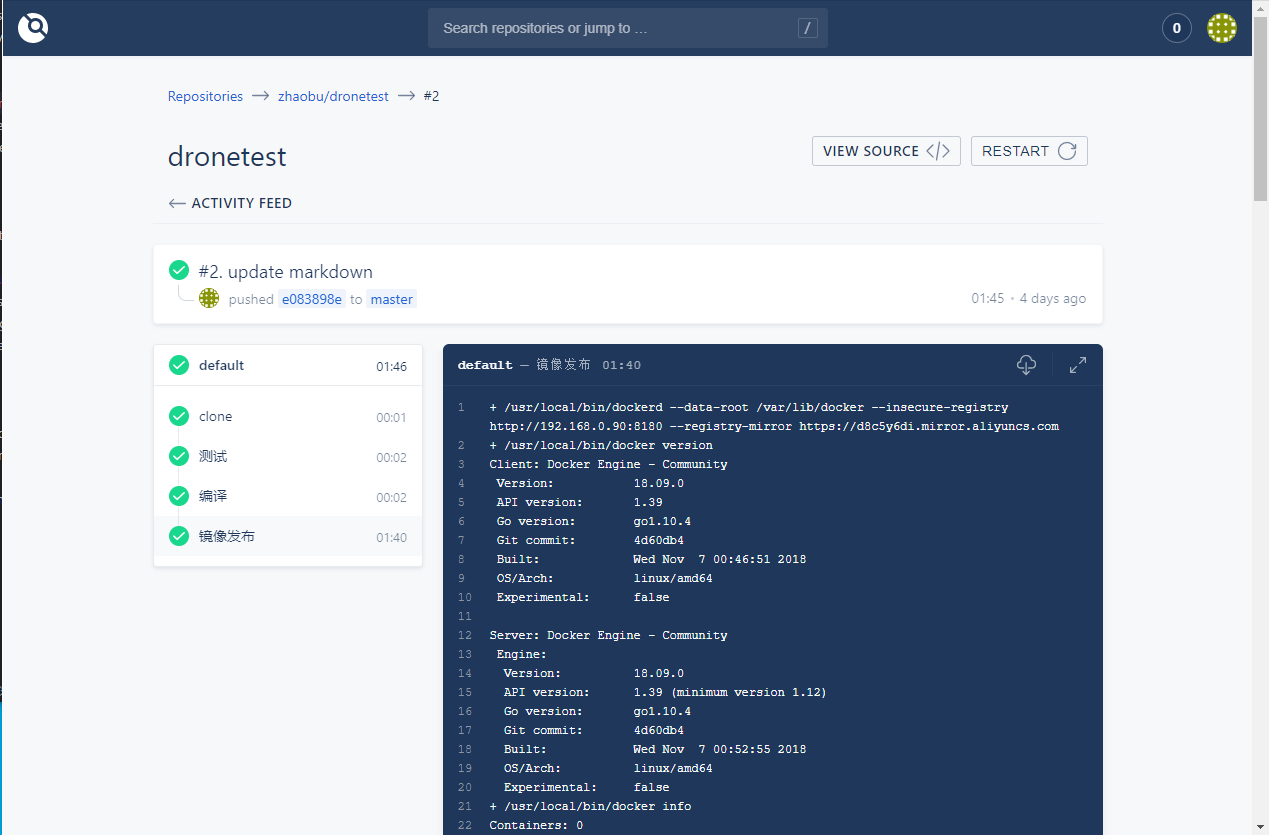 Search repositories or jump to … /
0
Repositories → zhaobu/dronetest → #2
dronetest
VIEW SOURCE </>
RESTART
← ACTIVITY FEED
#2. update markdown
pushed e083898e to master
01:45 • 4 days ago
default 01:46
clone 00:01
测试 00:02
编译 00:02
镜像发布 01:40
default — 镜像发布 01:40
1 + /usr/local/bin/dockerd --data-root /var/lib/docker --insecure-registry
http://192.168.0.90:8180 --registry-mirror https://d8c5y6di.mirror.aliyuncs.com
2 + /usr/local/bin/docker version
3 Client: Docker Engine - Community
4 Version: 18.09.0
5 API version: 1.39
6 Go version: go1.10.4
7 Git commit: 4d60db4
8 Built: Wed Nov  7 00:46:51 2018
9 OS/Arch: linux/amd64
10 Experimental: false
11
12 Server: Docker Engine - Community
13 Engine:
14 Version: 18.09.0
15 API version: 1.39 (minimum version 1.12)
16 Go version: go1.10.4
17 Git commit: 4d60db4
18 Built: Wed Nov  7 00:52:55 2018
19 OS/Arch: linux/amd64
20 Experimental: false
21 + /usr/local/bin/docker info
22 Containers: 0